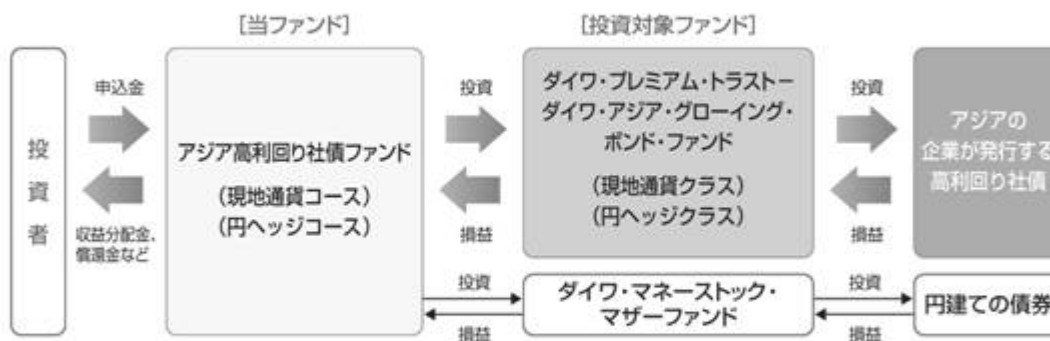 [当ファンド]
[投資対象ファンド]
投資者
申込金
収益分配金、
償還金など
アジア高利回り社債ファンド
(現地通貨コース)
(円ヘッジコース)
投資
損益
ダイワ・プレミアム・トラスト－
ダイワ・アジア・グローイング・
ボンド・ファンド
(現地通貨クラス)
(円ヘッジクラス)
投資
損益
アジアの
企業が発行する
高利回り社債
投資
損益
ダイワ・マネーストック・
マザーファンド
投資
損益
円建ての債券